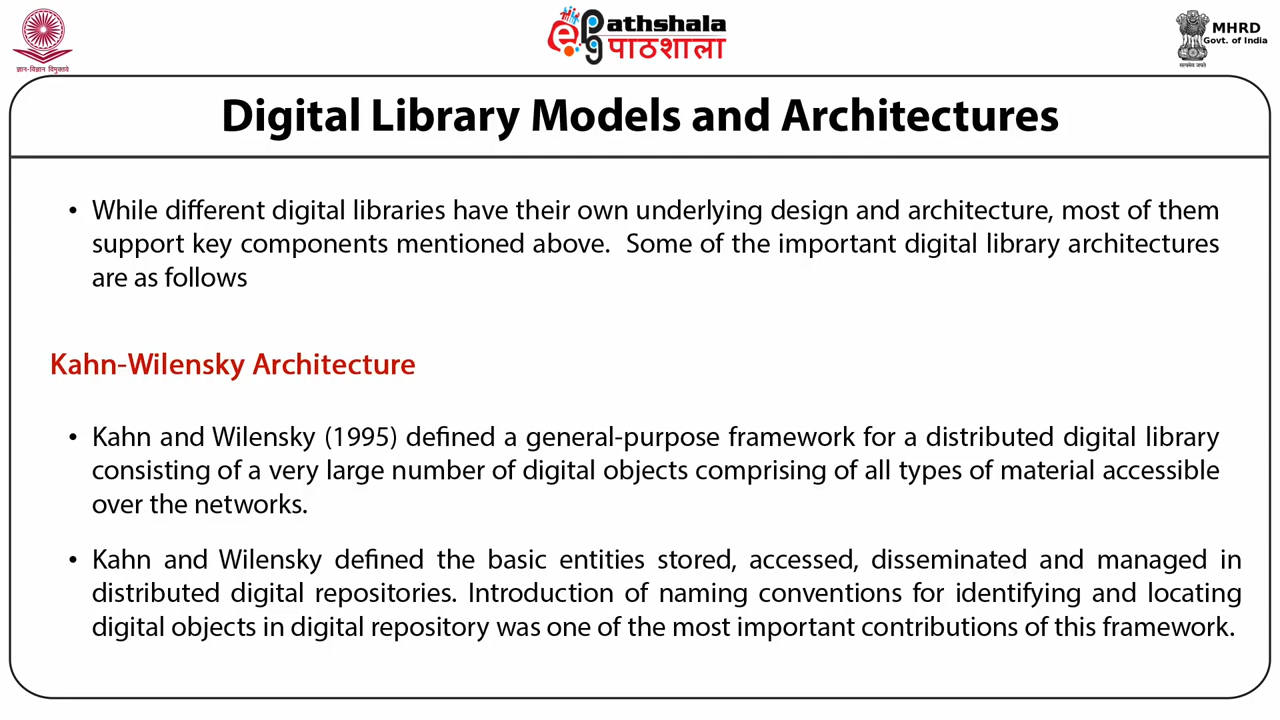 ज्ञान-विज्ञान विमुक्तये
epg athshala
पाठशाला
MHRD
Govt. of India
सत्यमेव जयते
Digital Library Models and Architectures
• While different digital libraries have their own underlying design and architecture, most of them
support key components mentioned above. Some of the important digital library architectures
are as follows
Kahn-Wilensky Architecture
• Kahn and Wilensky (1995) defined a general-purpose framework for a distributed digital library
consisting of a very large number of digital objects comprising of all types of material accessible
over the networks.
• Kahn and Wilensky defined the basic entities stored, accessed, disseminated and managed in
distributed digital repositories. Introduction of naming conventions for identifying and locating
digital objects in digital repository was one of the most important contributions of this framework.